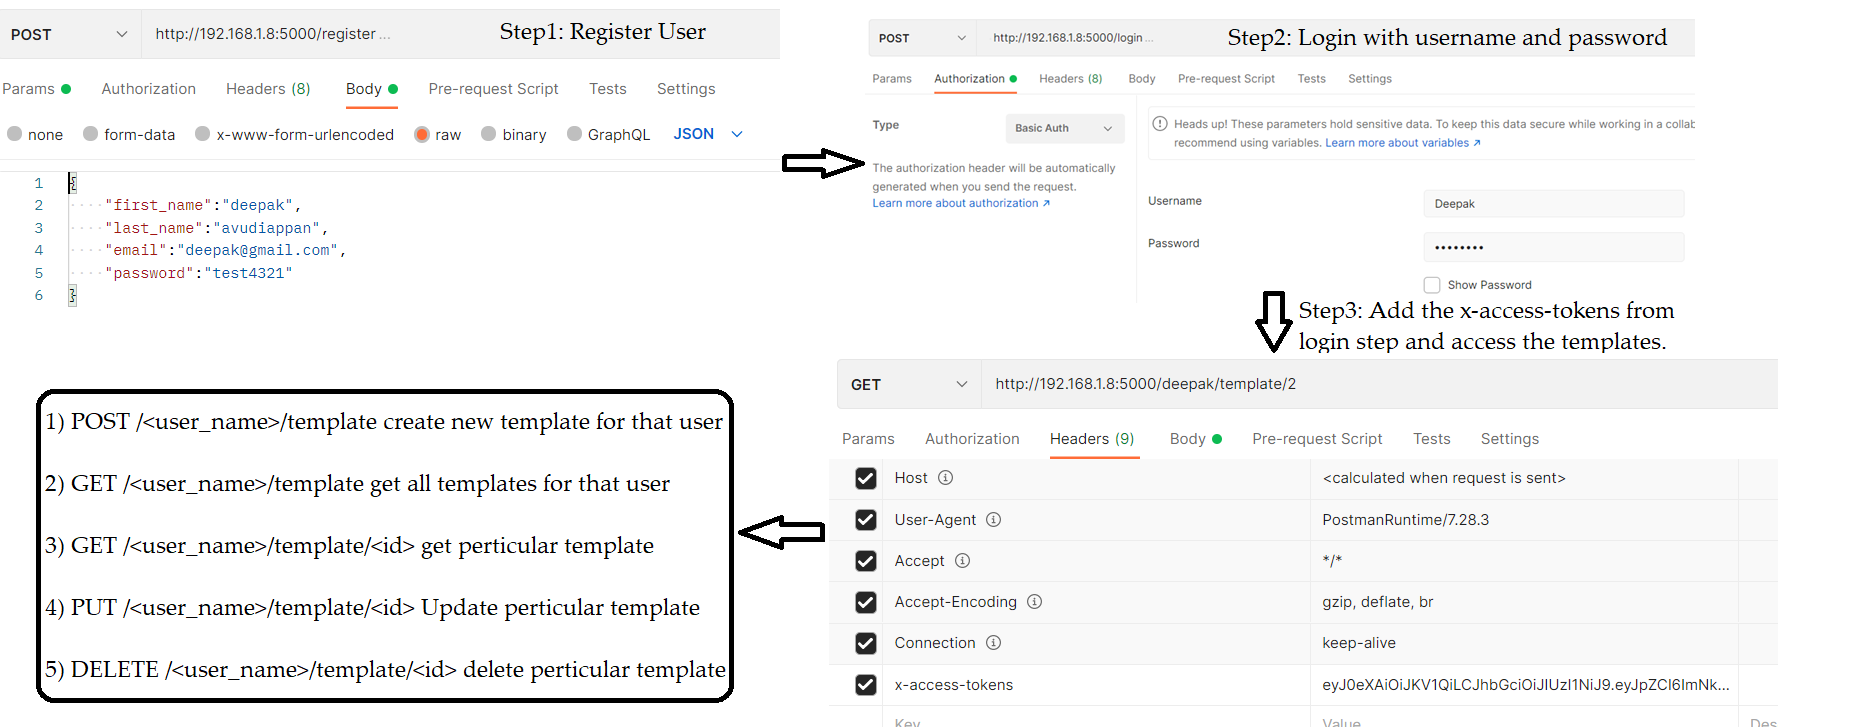 POST http://192.168.1.8:5000/register ... Step1: Register User
Params Authorization Headers (8) Body Pre-request Script Tests Settings
none form-data x-www-form-urlencoded raw binary GraphQL JSON
1 {
2 ····"first_name":"deepak",
3 ····"last_name":"avudiappan",
4 ····"email":"deepak@gmail.com",
5 ····"password":"test4321"
6 }
POST http://192.168.1.8:5000/login ... Step2: Login with username and password
Params Authorization Headers (8) Body Pre-request Script Tests Settings
Type Basic Auth
The authorization header will be automatically
generated when you send the request.
Learn more about authorization ↗
Heads up! These parameters hold sensitive data. To keep this data secure while working in a collab
recommend using variables. Learn more about variables ↗
Username Deepak
Password ••••••••
Show Password
Step3: Add the x-access-tokens from
login step and access the templates.
GET http://192.168.1.8:5000/deepak/template/2
Params Authorization Headers (9) Body Pre-request Script Tests Settings
Host <calculated when request is sent>
User-Agent PostmanRuntime/7.28.3
Accept */*
Accept-Encoding gzip, deflate, br
Connection keep-alive
x-access-tokens eyJ0eXAiOiJKV1QiLCJhbGciOiJIUzI1NiJ9.eyJpZCI6ImNk...
Key Value Des
1) POST /<user_name>/template create new template for that user
2) GET /<user_name>/template get all templates for that user
3) GET /<user_name>/template/<id> get perticular template
4) PUT /<user_name>/template/<id> Update perticular template
5) DELETE /<user_name>/template/<id> delete perticular template